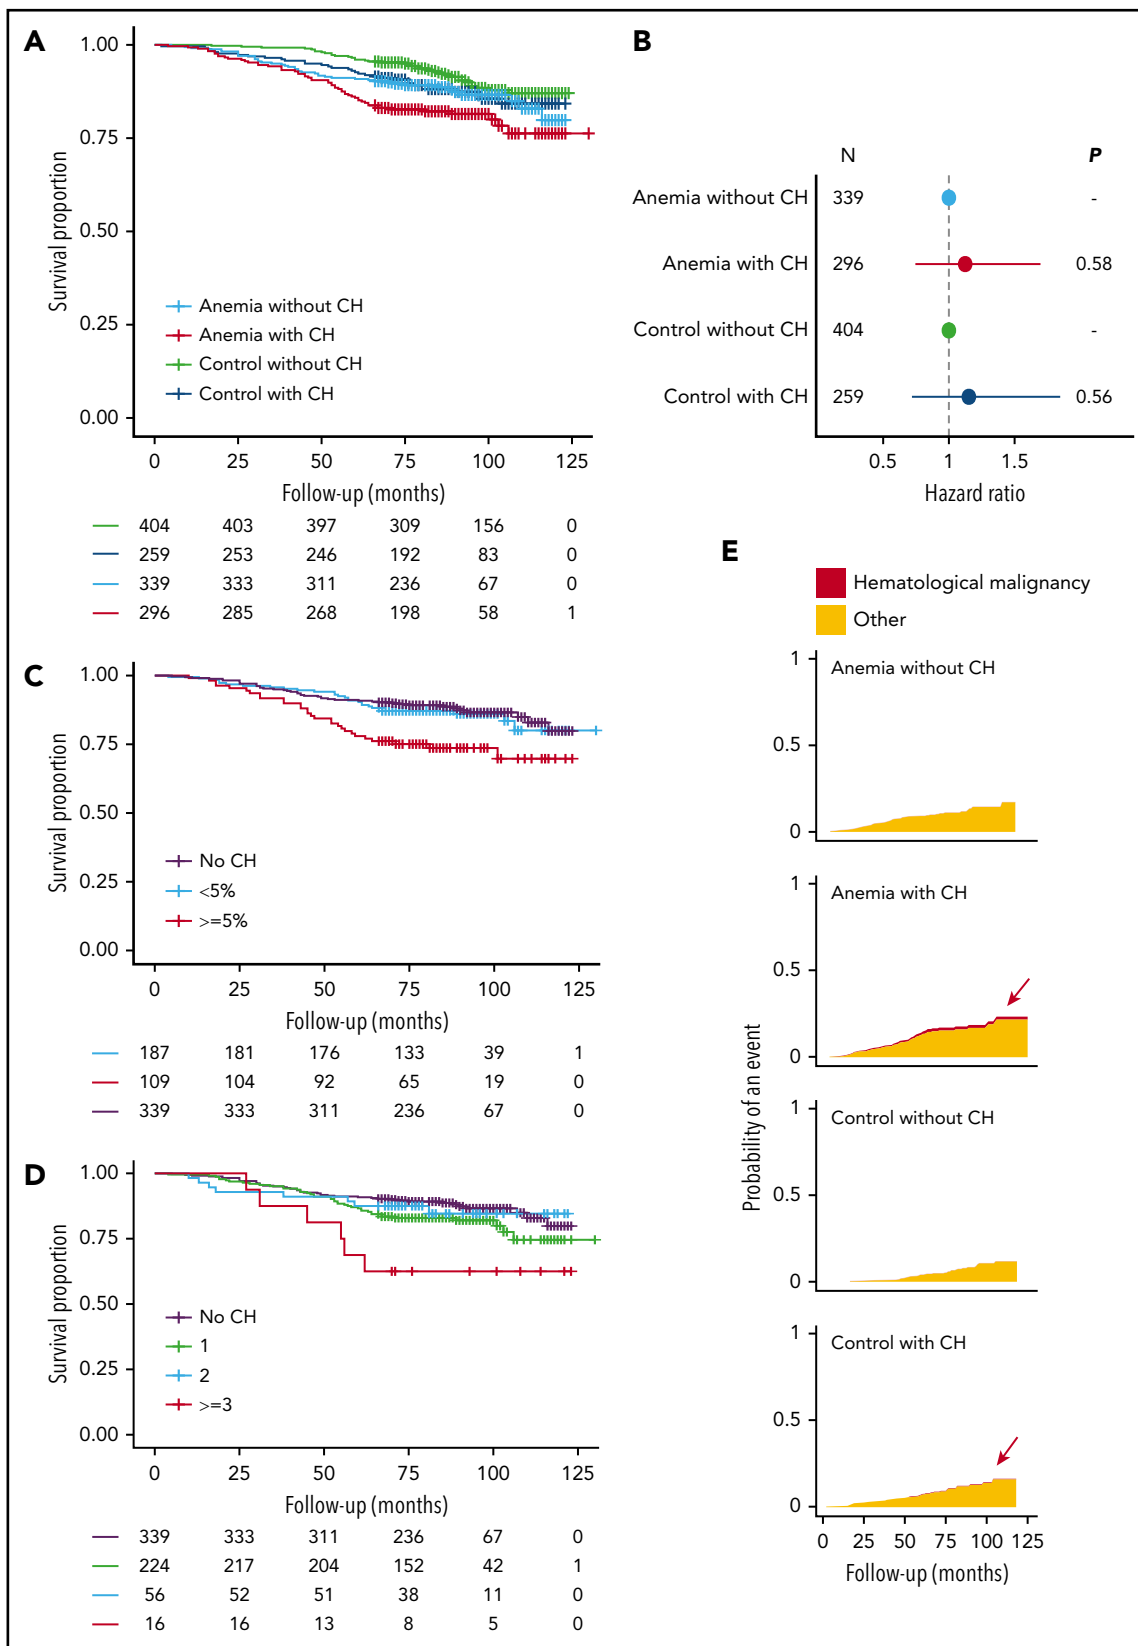 A
1.00
0.75
0.50
0.25
0.00
Survival proportion
Anemia without CH
Anemia with CH
Control without CH
Control with CH
0 25 50 75 100 125
Follow-up (months)
404 403 397 309 156 0
259 253 246 192 83 0
339 333 311 236 67 0
296 285 268 198 58 1
B
N P
Anemia without CH 339 -
Anemia with CH 296 0.58
Control without CH 404 -
Control with CH 259 0.56
0.5 1 1.5
Hazard ratio
C
1.00
0.75
0.50
0.25
0.00
Survival proportion
No CH
<5%
>=5%
0 25 50 75 100 125
Follow-up (months)
187 181 176 133 39 1
109 104 92 65 19 0
339 333 311 236 67 0
D
1.00
0.75
0.50
0.25
0.00
Survival proportion
No CH
1
2
>=3
0 25 50 75 100 125
Follow-up (months)
339 333 311 236 67 0
224 217 204 152 42 1
56 52 51 38 11 0
16 16 13 8 5 0
E
Hematological malignancy
Other
Probability of an event
1
Anemia without CH
0.5
0
1
Anemia with CH
0.5
0
1
Control without CH
0.5
0
1
Control with CH
0.5
0
0 25 50 75 100 125
Follow-up (months)